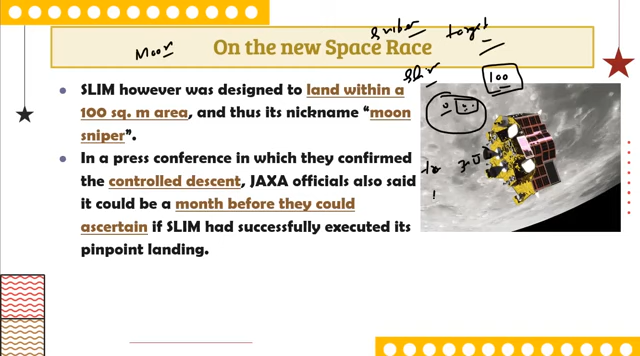 Sniber target
Moon
On the new Space Race
100
SLIM however was designed to land within a
100 sq. m area, and thus its nickname “moon
sniper”.
In a press conference in which they confirmed
the controlled descent, JAXA officials also said
it could be a month before they could
ascertain if SLIM had successfully executed its
pinpoint landing.